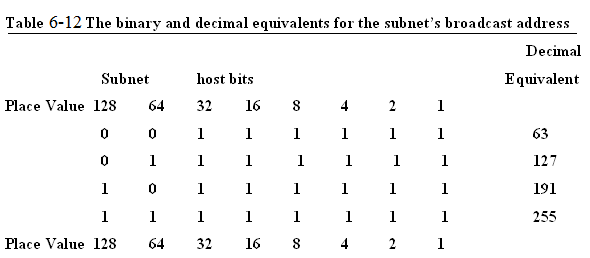 Table 6-12 The binary and decimal equivalents for the subnet's broadcast address
Decimal
Subnet host bits Equivalent
Place Value 128 64 32 16 8 4 2 1
0 0 1 1 1 1 1 1 63
0 1 1 1 1 1 1 1 127
1 0 1 1 1 1 1 1 191
1 1 1 1 1 1 1 1 255
Place Value 128 64 32 16 8 4 2 1